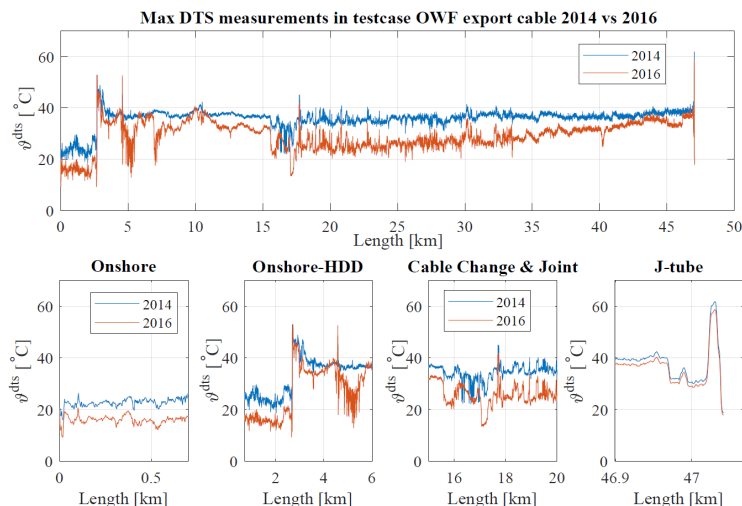 Max DTS measurements in testcase OWF export cable 2014 vs 2016
60
40
20
0
ϑdts [°C]
2014
2016
0 5 10 15 20 25 30 35 40 45 50
Length [km]
Onshore
Onshore-HDD
Cable Change & Joint
J-tube
60
40
20
0
ϑdts [°C]
2014
2016
0 0.5
Length [km]
60
40
20
0
ϑdts [°C]
2 4 6
Length [km]
60
40
20
0
ϑdts [°C]
2014
2016
16 18 20
Length [km]
60
40
20
0
ϑdts [°C]
46.9 47
Length [km]